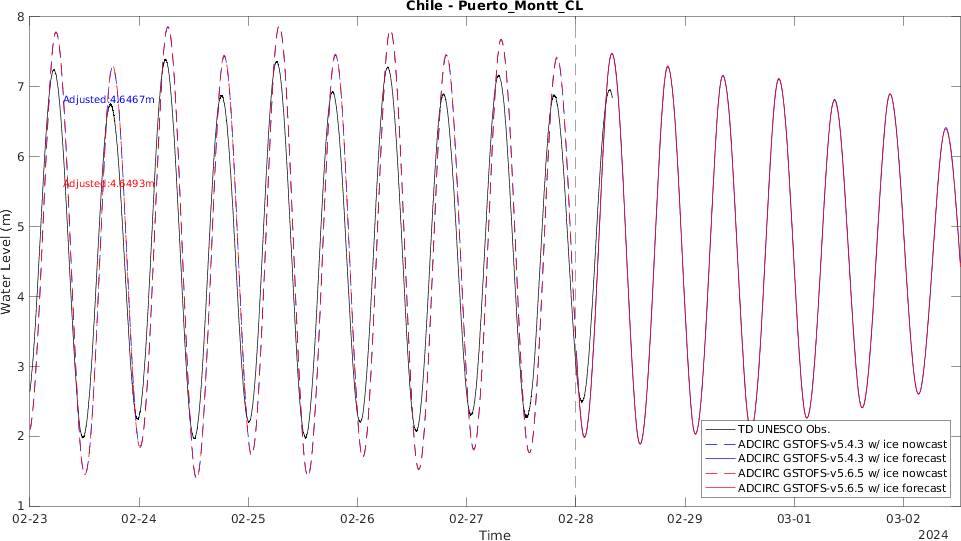 Chile - Puerto_Montt_CL
8
7
6
5
4
3
2
1
Water Level (m)
Adjusted:4.6467m
Adjusted:4.6493m
TD UNESCO Obs.
ADCIRC GSTOFS-v5.4.3 w/ ice nowcast
ADCIRC GSTOFS-v5.4.3 w/ ice forecast
ADCIRC GSTOFS-v5.6.5 w/ ice nowcast
ADCIRC GSTOFS-v5.6.5 w/ ice forecast
02-23 02-24 02-25 02-26 02-27 02-28 02-29 03-01 03-02
Time
2024